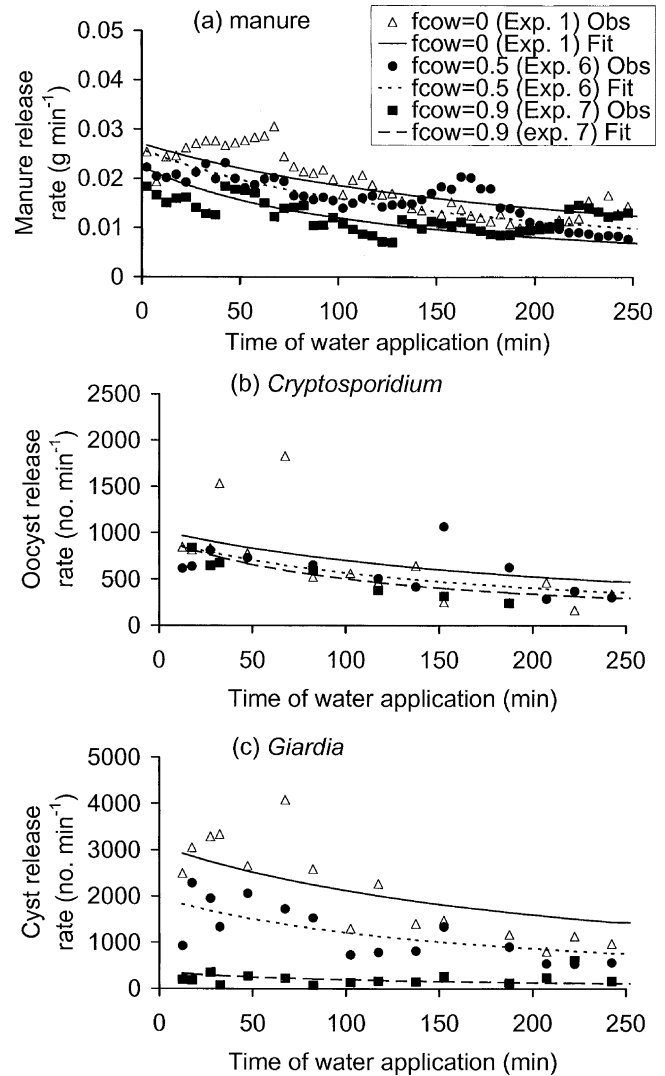 (a) manure
△ fcow=0 (Exp. 1) Obs
fcow=0 (Exp. 1) Fit
● fcow=0.5 (Exp. 6) Obs
fcow=0.5 (Exp. 6) Fit
■ fcow=0.9 (Exp. 7) Obs
fcow=0.9 (exp. 7) Fit
Manure release
rate (g min⁻¹)
0.05
0.04
0.03
0.02
0.01
0
0 50 100 150 200 250
Time of water application (min)
(b) Cryptosporidium
Oocyst release
rate (no. min⁻¹)
2500
2000
1500
1000
500
0
0 50 100 150 200 250
Time of water application (min)
(c) Giardia
Cyst release
rate (no. min⁻¹)
5000
4000
3000
2000
1000
0
0 50 100 150 200 250
Time of water application (min)